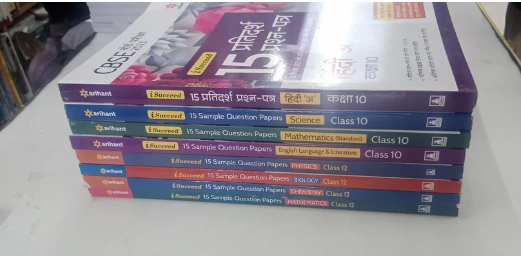 CBSE बोर्ड परीक्षा
i Succeed
15 प्रतिदर्श
प्रश्न-पत्र
हिंदी 'अ'
कक्षा 10
arihant i Succeed 15 प्रतिदर्श प्रश्न-पत्र हिंदी 'अ' कक्षा 10
arihant i Succeed 15 Sample Question Papers Science Class 10
arihant i Succeed 15 Sample Question Papers Mathematics (Standard) Class 10
arihant i Succeed 15 Sample Question Papers English Language & Literature Class 10
arihant i Succeed 15 Sample Question Papers PHYSICS Class 12
arihant i Succeed 15 Sample Question Papers BIOLOGY Class 12
arihant i Succeed 15 Sample Question Papers CHEMISTRY Class 12
arihant i Succeed 15 Sample Question Papers MATHEMATICS Class 12